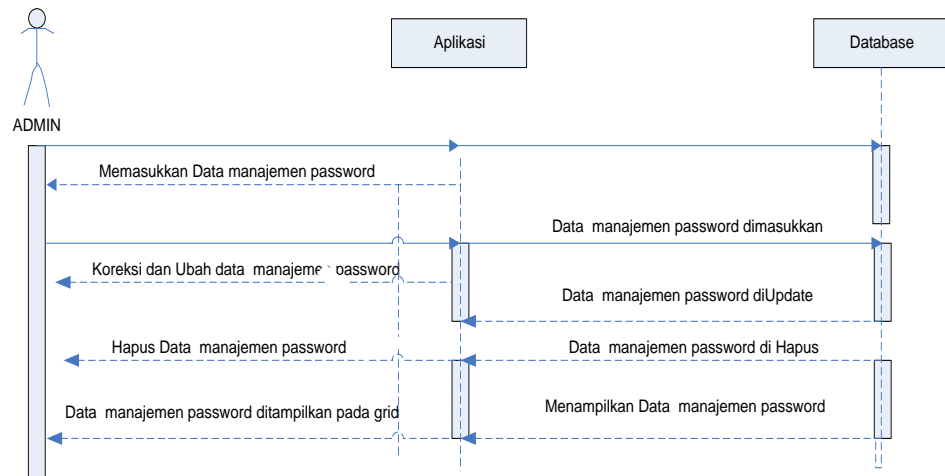 Aplikasi
Database
ADMIN
Memasukkan Data manajemen password
Data manajemen password dimasukkan
Koreksi dan Ubah data manajemen password
Data manajemen password diUpdate
Hapus Data manajemen password
Data manajemen password di Hapus
Data manajemen password ditampilkan pada grid
Menampilkan Data manajemen password